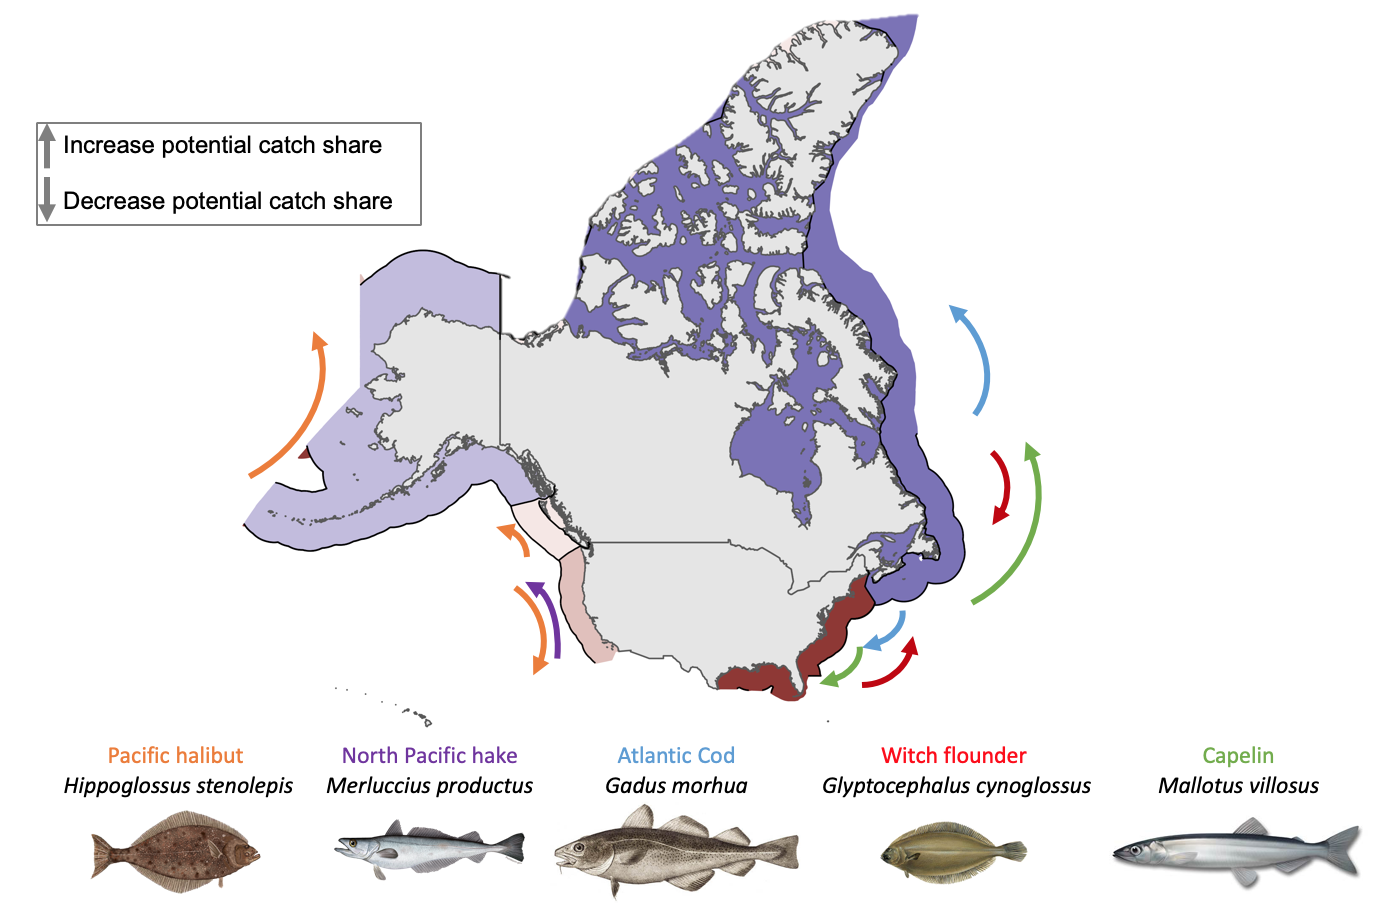 Increase potential catch share
Decrease potential catch share
Pacific halibut
Hippoglossus stenolepis
North Pacific hake
Merluccius productus
Atlantic Cod
Gadus morhua
Witch flounder
Glyptocephalus cynoglossus
Capelin
Mallotus villosus